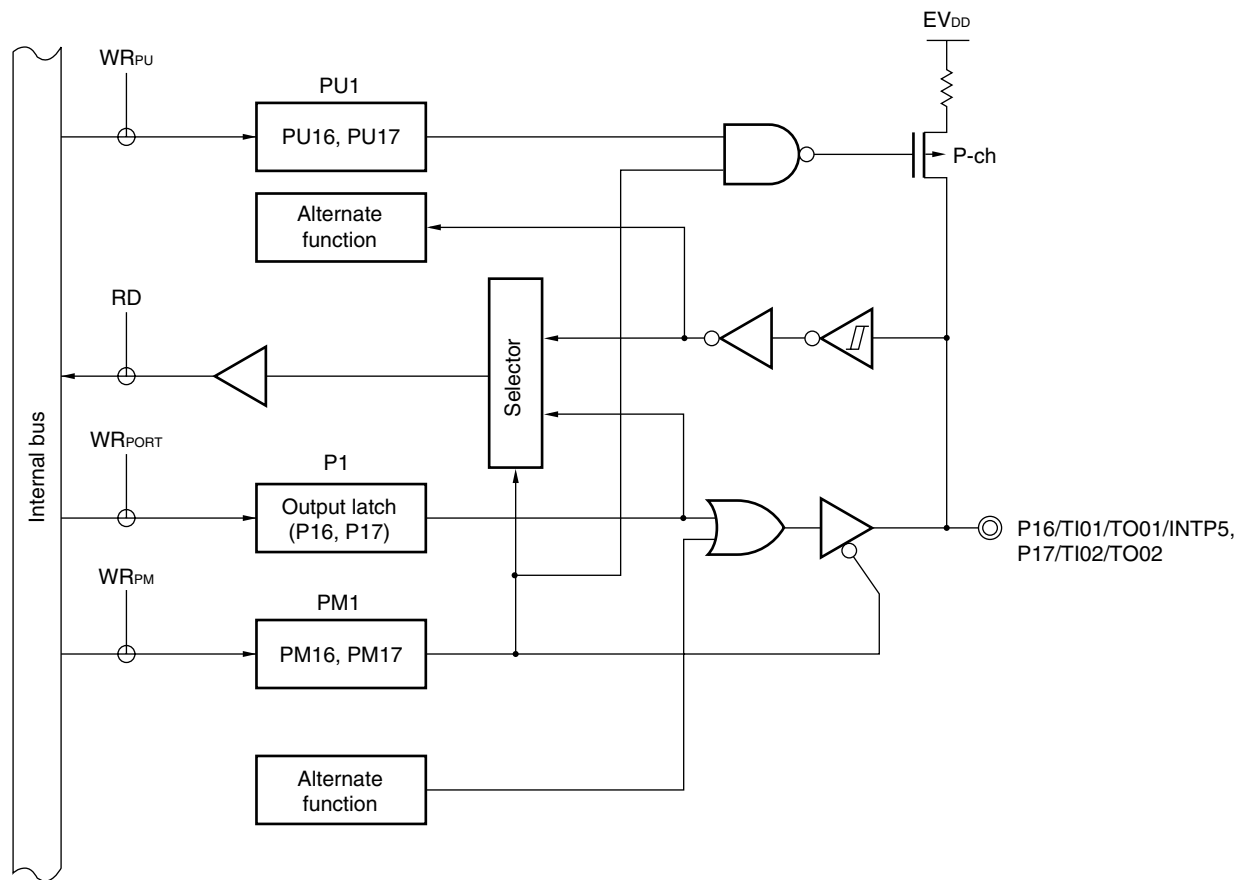 EVDD
WRPU
PU1
PU16, PU17
P-ch
Alternate
function
RD
Selector
Internal bus
WRPORT
P1
Output latch
(P16, P17)
P16/TI01/TO01/INTP5,
P17/TI02/TO02
WRPM
PM1
PM16, PM17
Alternate
function